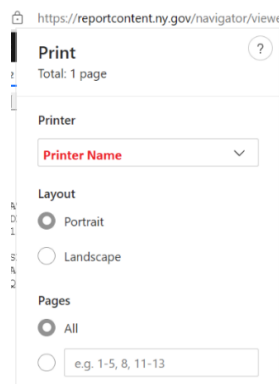 https://reportcontent.ny.gov/navigator/viewe
Print
?
Total: 1 page
Printer
Printer Name
Layout
Portrait
Landscape
Pages
All
e.g. 1-5, 8, 11-13